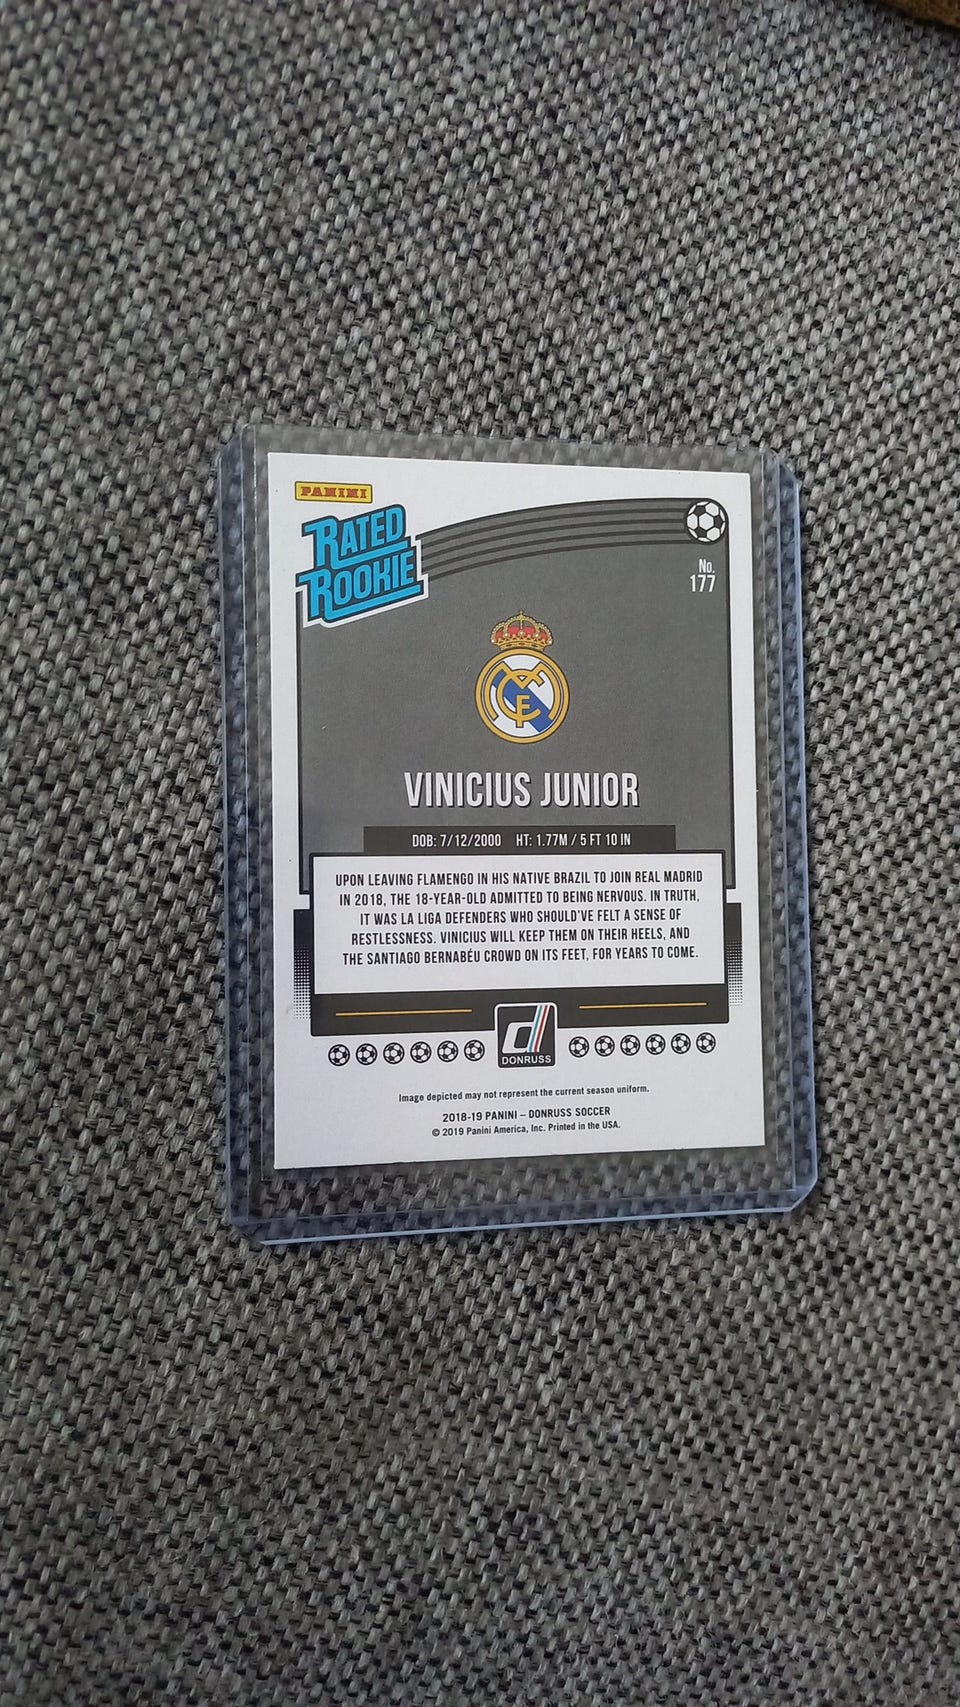 PANINI
RATED
ROOKIE
No.
177
VINICIUS JUNIOR
DOB: 7/12/2000 HT: 1.77M / 5 FT 10 IN
UPON LEAVING FLAMENGO IN HIS NATIVE BRAZIL TO JOIN REAL MADRID
IN 2018, THE 18-YEAR-OLD ADMITTED TO BEING NERVOUS. IN TRUTH,
IT WAS LA LIGA DEFENDERS WHO SHOULD'VE FELT A SENSE OF
RESTLESSNESS. VINICIUS WILL KEEP THEM ON THEIR HEELS, AND
THE SANTIAGO BERNABÉU CROWD ON ITS FEET, FOR YEARS TO COME.
d
DONRUSS
Image depicted may not represent the current season uniform.
2018-19 PANINI – DONRUSS SOCCER
© 2019 Panini America, Inc. Printed in the USA.